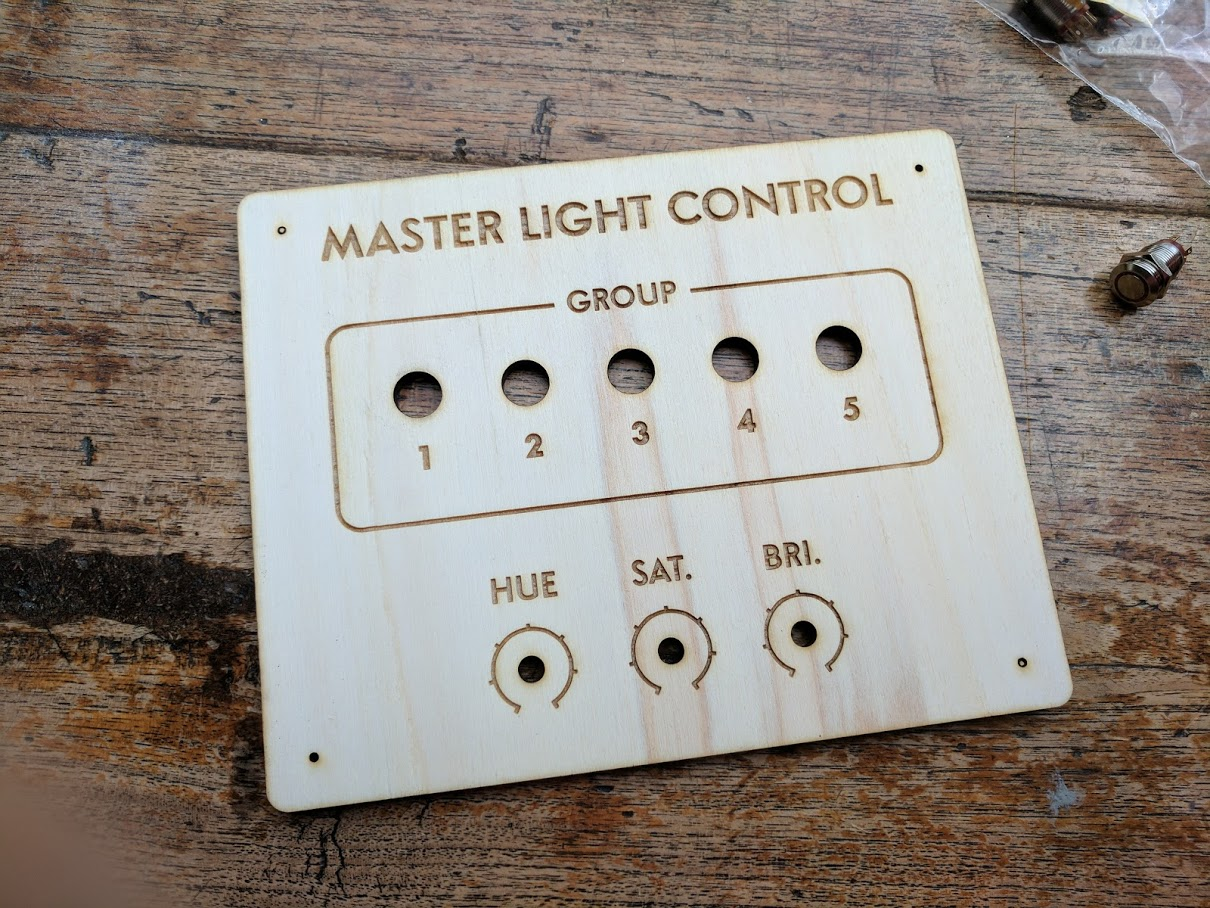 MASTER LIGHT CONTROL
GROUP
1 2 3 4 5
HUE SAT. BRI.